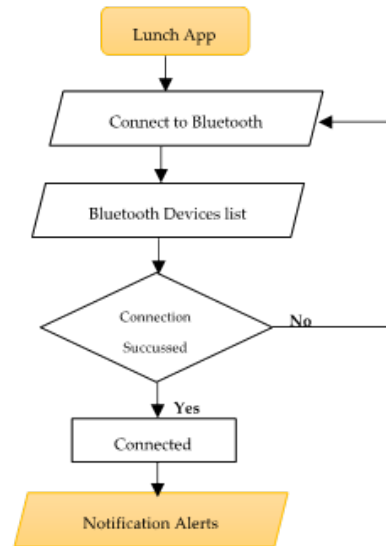 Lunch App
Connect to Bluetooth
Bluetooth Devices list
Connection
Succussed
No
Yes
Connected
Notification Alerts